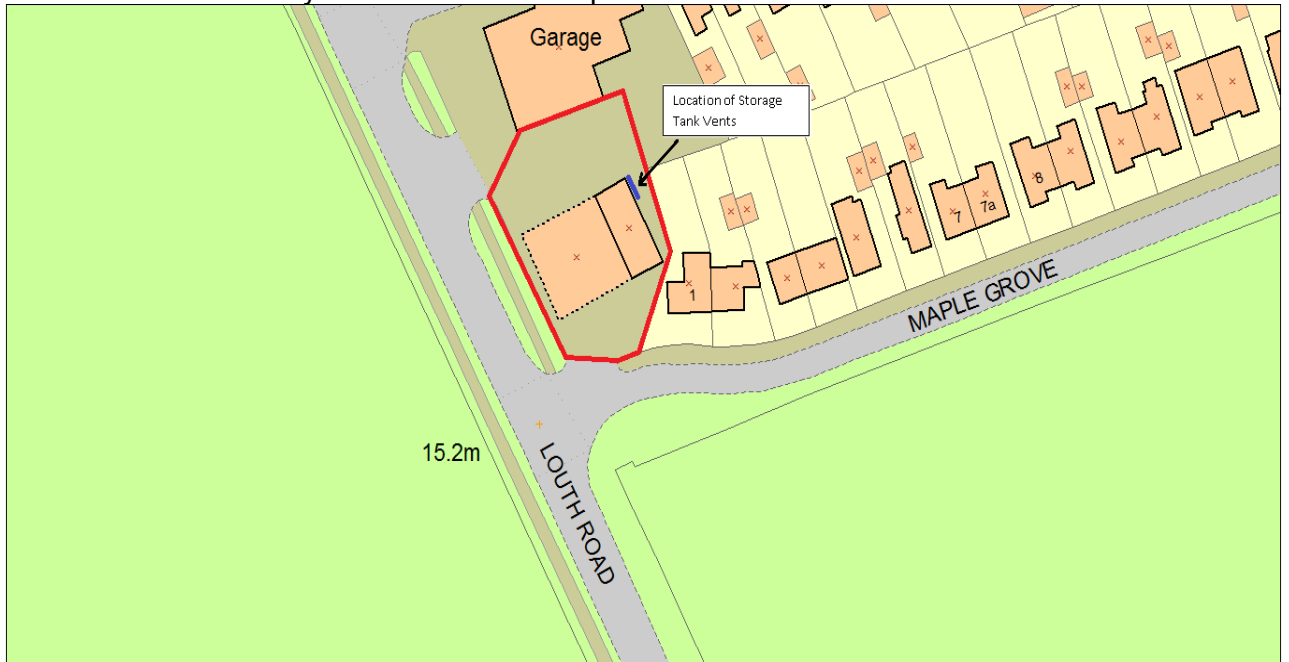 Garage
Location of Storage
Tank Vents
8
7
7a
1
MAPLE GROVE
15.2m
LOUTH ROAD